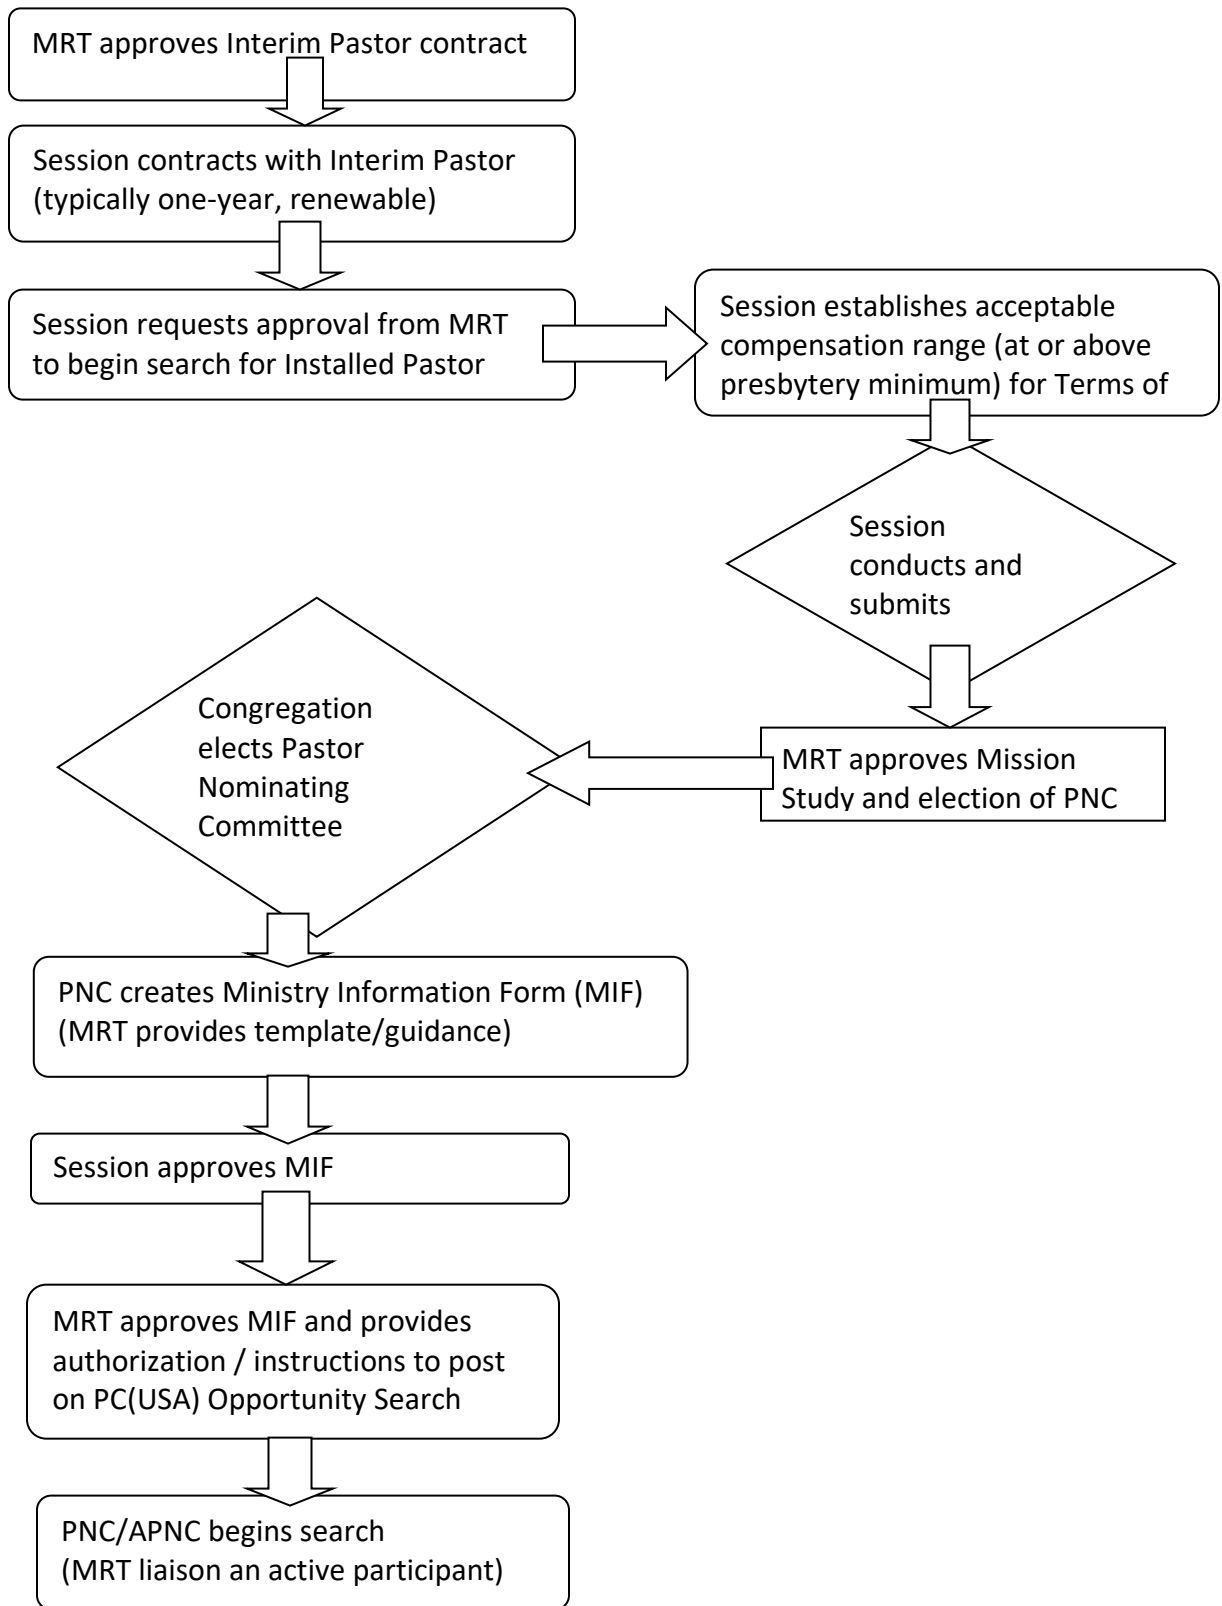 MRT approves Interim Pastor contract
Session contracts with Interim Pastor
(typically one-year, renewable)
Session requests approval from MRT
to begin search for Installed Pastor
Session establishes acceptable
compensation range (at or above
presbytery minimum) for Terms of
Session
conducts and
submits
MRT approves Mission
Study and election of PNC
Congregation
elects Pastor
Nominating
Committee
PNC creates Ministry Information Form (MIF)
(MRT provides template/guidance)
Session approves MIF
MRT approves MIF and provides
authorization / instructions to post
on PC(USA) Opportunity Search
PNC/APNC begins search
(MRT liaison an active participant)